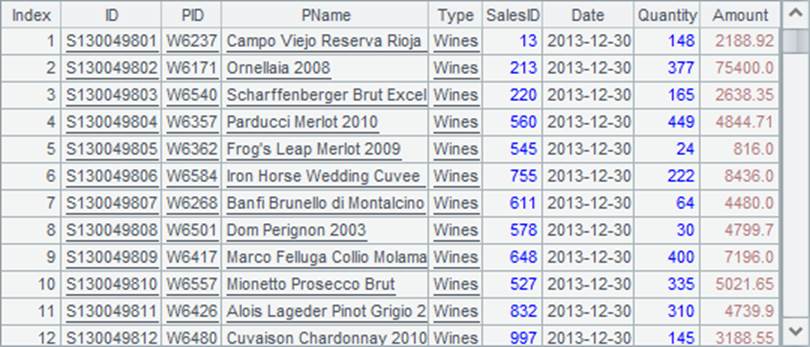 Index ID PID PName Type SalesID Date Quantity Amount
1 S130049801 W6237 Campo Viejo Reserva Rioja Wines 13 2013-12-30 148 2188.92
2 S130049802 W6171 Ornellaia 2008 Wines 213 2013-12-30 377 75400.0
3 S130049803 W6540 Scharffenberger Brut Excel Wines 220 2013-12-30 165 2638.35
4 S130049804 W6357 Parducci Merlot 2010 Wines 560 2013-12-30 449 4844.71
5 S130049805 W6362 Frog's Leap Merlot 2009 Wines 545 2013-12-30 24 816.0
6 S130049806 W6584 Iron Horse Wedding Cuvee Wines 755 2013-12-30 222 8436.0
7 S130049807 W6268 Banfi Brunello di Montalcino Wines 611 2013-12-30 64 4480.0
8 S130049808 W6501 Dom Perignon 2003 Wines 578 2013-12-30 30 4799.7
9 S130049809 W6417 Marco Felluga Collio Molama Wines 648 2013-12-30 400 7196.0
10 S130049810 W6557 Mionetto Prosecco Brut Wines 527 2013-12-30 335 5021.65
11 S130049811 W6426 Alois Lageder Pinot Grigio 2 Wines 832 2013-12-30 310 4739.9
12 S130049812 W6480 Cuvaison Chardonnay 2010 Wines 997 2013-12-30 145 3188.55